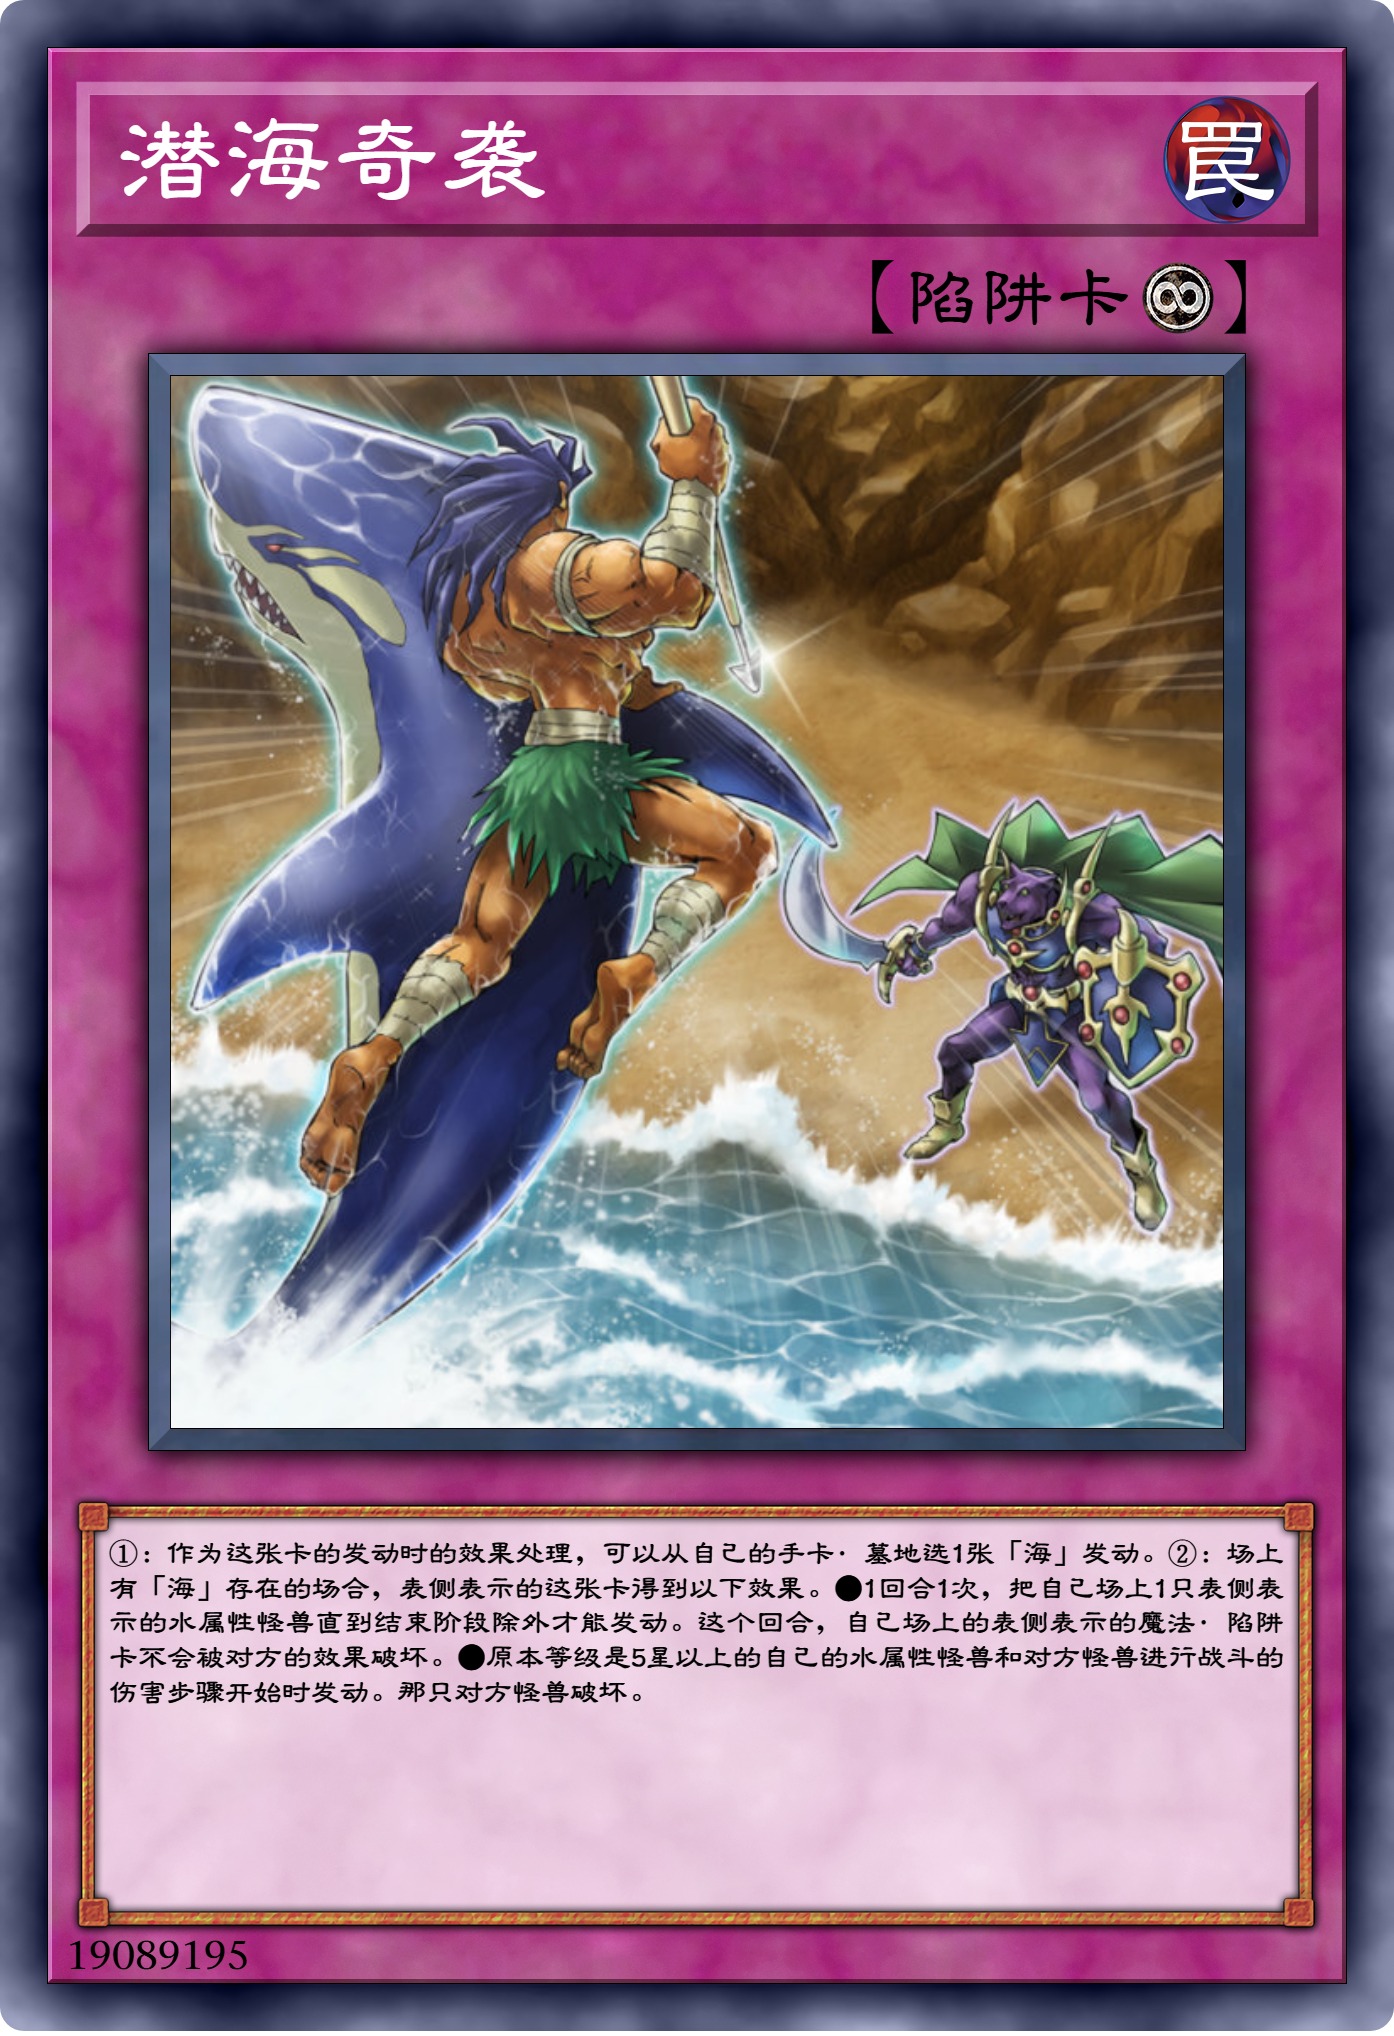 潜海奇袭
罠
【陷阱卡】
①：作为这张卡的发动时的效果处理，可以从自己的手卡·墓地选1张「海」发动。②：场上
有「海」存在的场合，表侧表示的这张卡得到以下效果。●1回合1次，把自己场上1只表侧表
示的水属性怪兽直到结束阶段除外才能发动。这个回合，自己场上的表侧表示的魔法·陷阱
卡不会被对方的效果破坏。●原本等级是5星以上的自己的水属性怪兽和对方怪兽进行战斗的
伤害步骤开始时发动。那只对方怪兽破坏。
19089195